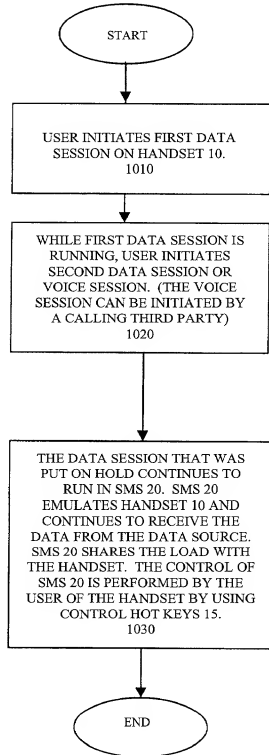 START
USER INITIATES FIRST DATA
SESSION ON HANDSET 10.
1010
WHILE FIRST DATA SESSION IS
RUNNING, USER INITIATES
SECOND DATA SESSION OR
VOICE SESSION. (THE VOICE
SESSION CAN BE INITIATED BY
A CALLING THIRD PARTY)
1020
THE DATA SESSION THAT WAS
PUT ON HOLD CONTINUES TO
RUN IN SMS 20. SMS 20
EMULATES HANDSET 10 AND
CONTINUES TO RECEIVE THE
DATA FROM THE DATA SOURCE.
SMS 20 SHARES THE LOAD WITH
THE HANDSET. THE CONTROL OF
SMS 20 IS PERFORMED BY THE
USER OF THE HANDSET BY USING
CONTROL HOT KEYS 15.
1030
END